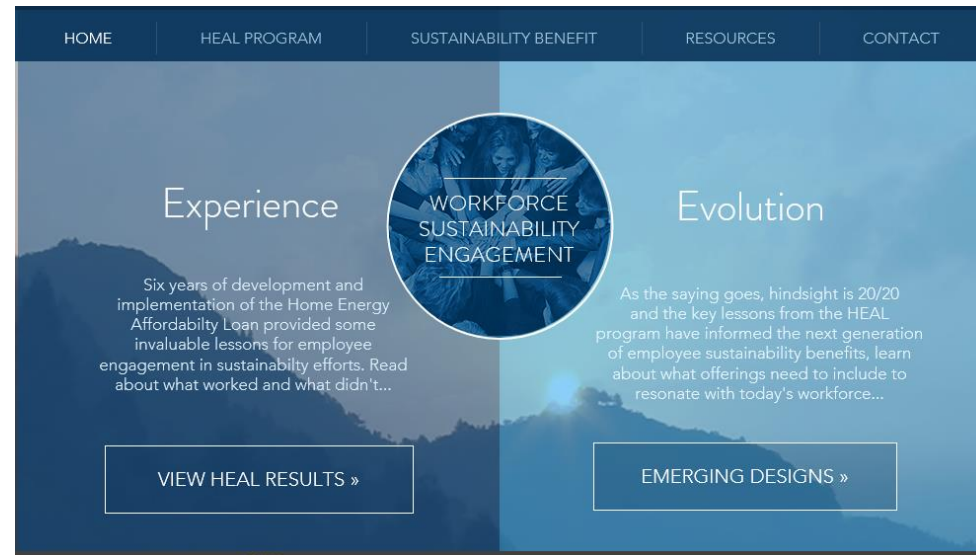 HOME
HEAL PROGRAM
SUSTAINABILITY BENEFIT
RESOURCES
CONTACT
Experience
Six years of development and
implementation of the Home Energy
Affordabilty Loan provided some
invaluable lessons for employee
engagement in sustainabilty efforts. Read
about what worked and what didn't...
VIEW HEAL RESULTS »
WORKFORCE
SUSTAINABILITY
ENGAGEMENT
Evolution
As the saying goes, hindsight is 20/20
and the key lessons from the HEAL
program have informed the next generation
of employee sustainability benefits, learn
about what offerings need to include to
resonate with today's workforce...
EMERGING DESIGNS »